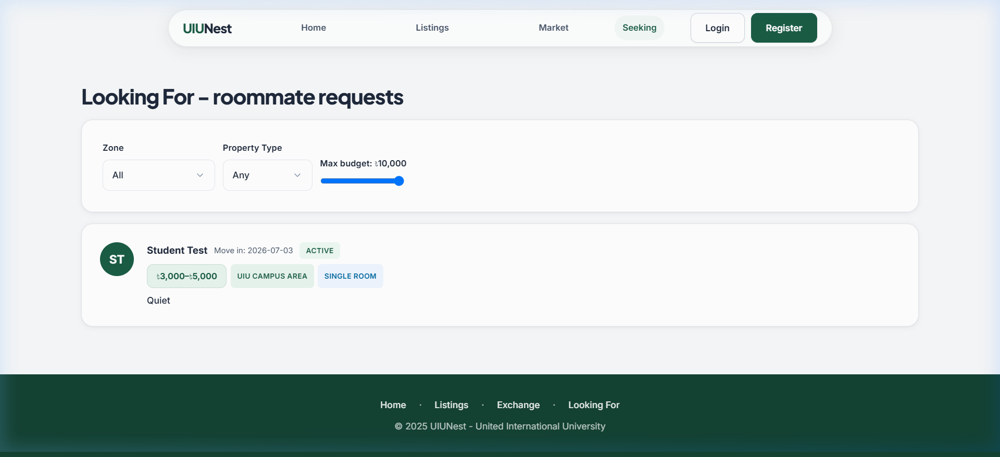 UIUNest Home Listings Market Seeking Login Register
Looking For – roommate requests
Zone Property Type
All Any
Max budget: ৳10,000
ST
Student Test Move in: 2026-07-03 ACTIVE
৳3,000–৳5,000 UIU CAMPUS AREA SINGLE ROOM
Quiet
Home · Listings · Exchange · Looking For
© 2025 UIUNest - United International University